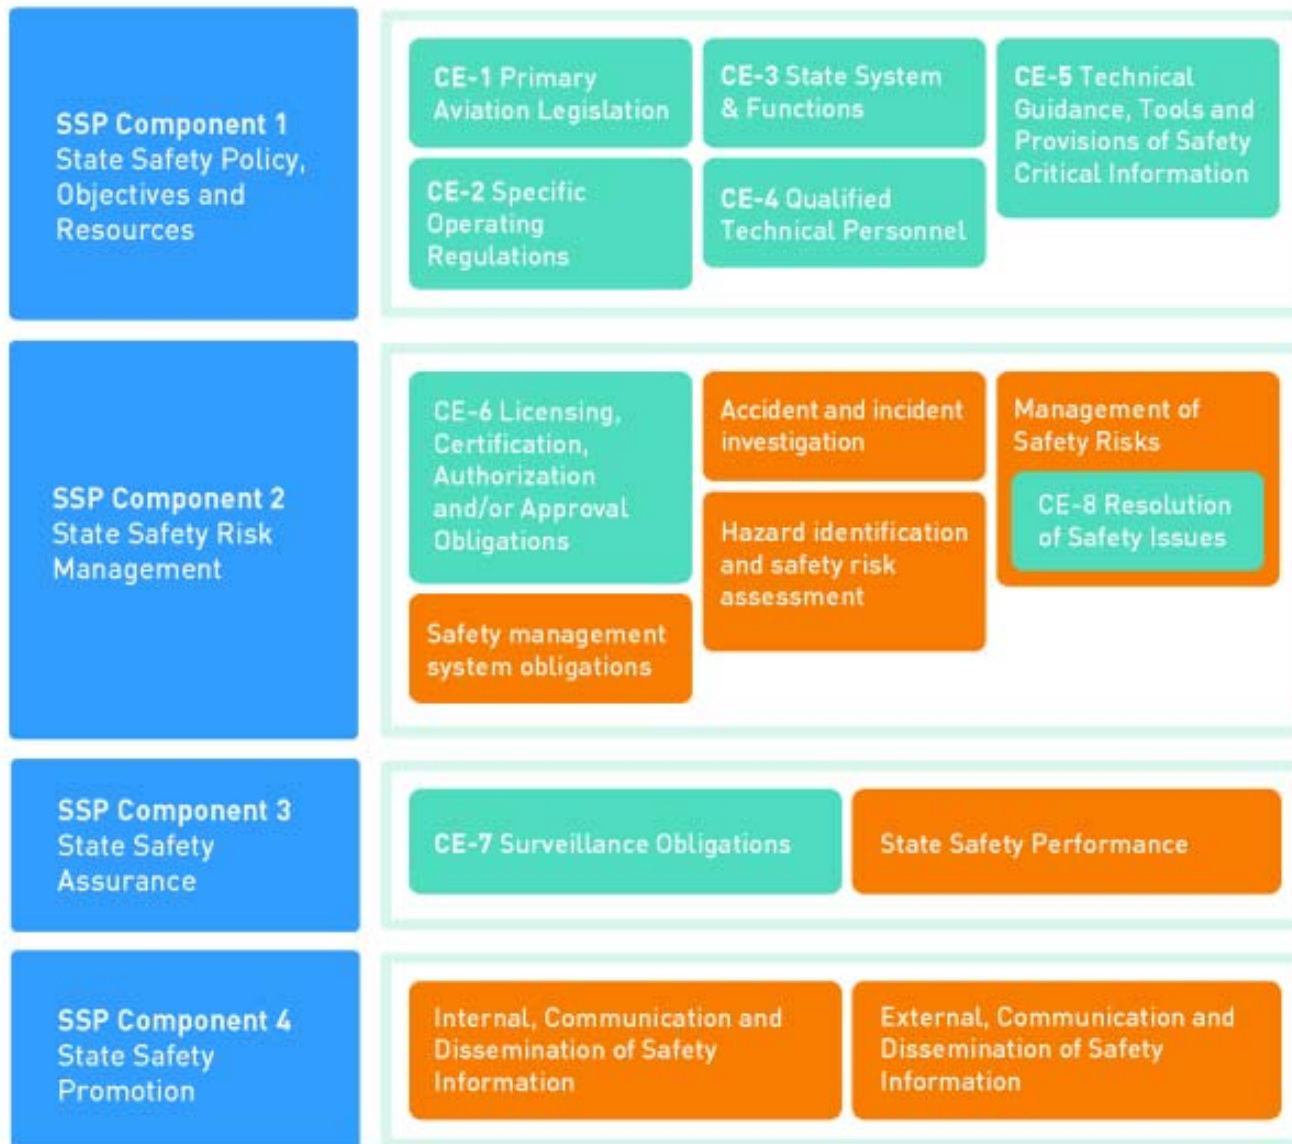 SSP Component 1
State Safety Policy,
Objectives and
Resources
CE-1 Primary
Aviation Legislation
CE-2 Specific
Operating
Regulations
CE-3 State System
& Functions
CE-4 Qualified
Technical Personnel
CE-5 Technical
Guidance, Tools and
Provisions of Safety
Critical Information
SSP Component 2
State Safety Risk
Management
CE-6 Licensing,
Certification,
Authorization
and/or Approval
Obligations
Safety management
system obligations
Accident and incident
investigation
Hazard identification
and safety risk
assessment
Management of
Safety Risks
CE-8 Resolution
of Safety Issues
SSP Component 3
State Safety
Assurance
CE-7 Surveillance Obligations
State Safety Performance
SSP Component 4
State Safety
Promotion
Internal, Communication and
Dissemination of Safety
Information
External, Communication and
Dissemination of Safety
Information